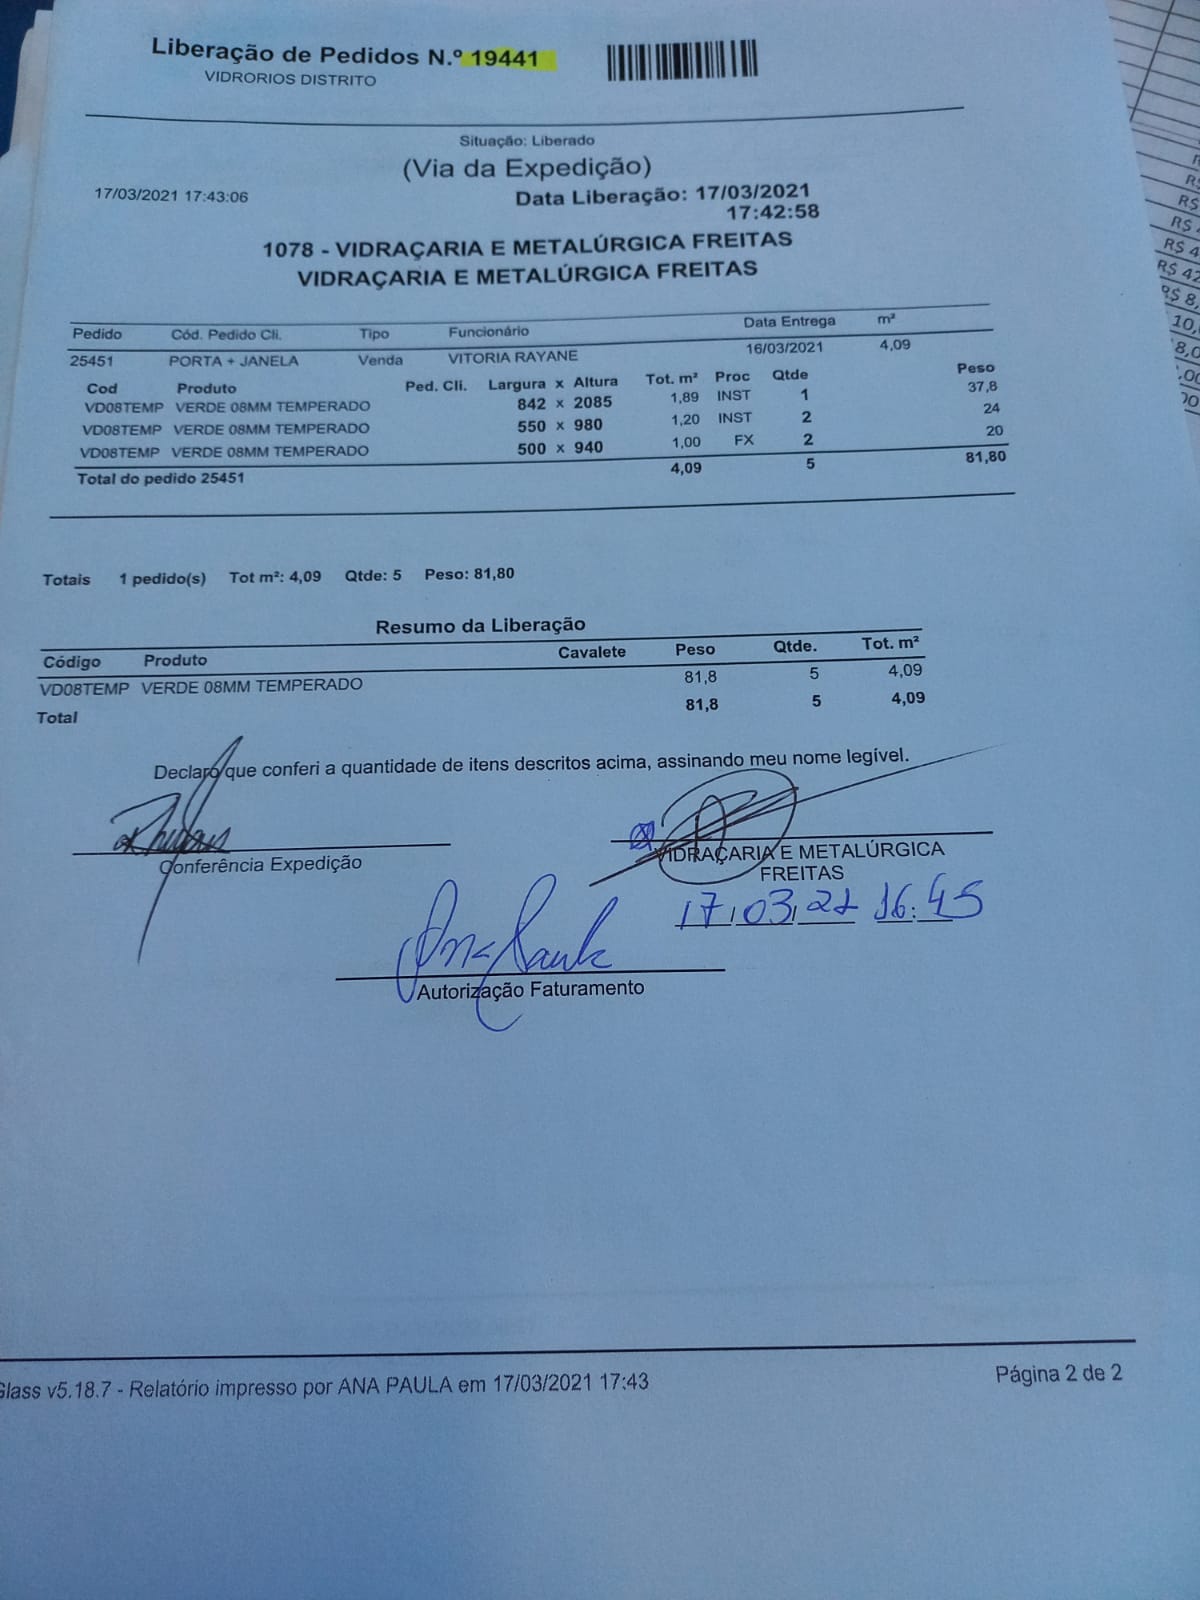 Liberação de Pedidos N.º 19441
VIDRORIOS DISTRITO
Situação: Liberado
(Via da Expedição)
17/03/2021 17:43:06
Data Liberação: 17/03/2021
17:42:58
1078 - VIDRAÇARIA E METALÚRGICA FREITAS
VIDRAÇARIA E METALÚRGICA FREITAS
Pedido Cód. Pedido Cli. Tipo Funcionário Data Entrega m²
25451 PORTA + JANELA Venda VITORIA RAYANE 16/03/2021 4,09
Cod Produto Ped. Cli. Largura x Altura Tot. m² Proc Qtde Peso
VD08TEMP VERDE 08MM TEMPERADO 842 x 2085 1,89 INST 1 37,8
VD08TEMP VERDE 08MM TEMPERADO 550 x 980 1,20 INST 2 24
VD08TEMP VERDE 08MM TEMPERADO 500 x 940 1,00 FX 2 20
Total do pedido 25451 4,09 5 81,80
Totais 1 pedido(s) Tot m²: 4,09 Qtde: 5 Peso: 81,80
Resumo da Liberação
Código Produto Cavalete Peso Qtde. Tot. m²
VD08TEMP VERDE 08MM TEMPERADO 81,8 5 4,09
Total 81,8 5 4,09
Declaro que conferi a quantidade de itens descritos acima, assinando meu nome legível.
Conferência Expedição
VIDRAÇARIA E METALÚRGICA
FREITAS
17/03/21 16:45
Ana Paula
Autorização Faturamento
Glass v5.18.7 - Relatório impresso por ANA PAULA em 17/03/2021 17:43
Página 2 de 2